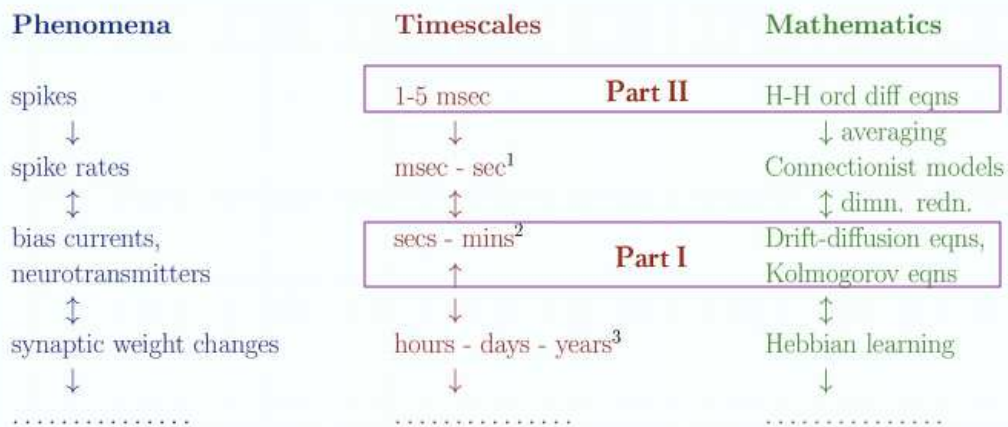 Phenomena Timescales Mathematics
spikes 1-5 msec Part II H-H ord diff eqns
↓ ↓ ↓ averaging
spike rates msec - sec¹ Connectionist models
↕ ↕ ↕ dimn. redn.
bias currents, secs - mins² Drift-diffusion eqns,
neurotransmitters ↑ Part I Kolmogorov eqns
↕ ↓ ↕
synaptic weight changes hours - days - years³ Hebbian learning
↓ ↓ ↓
............... ............... ...............